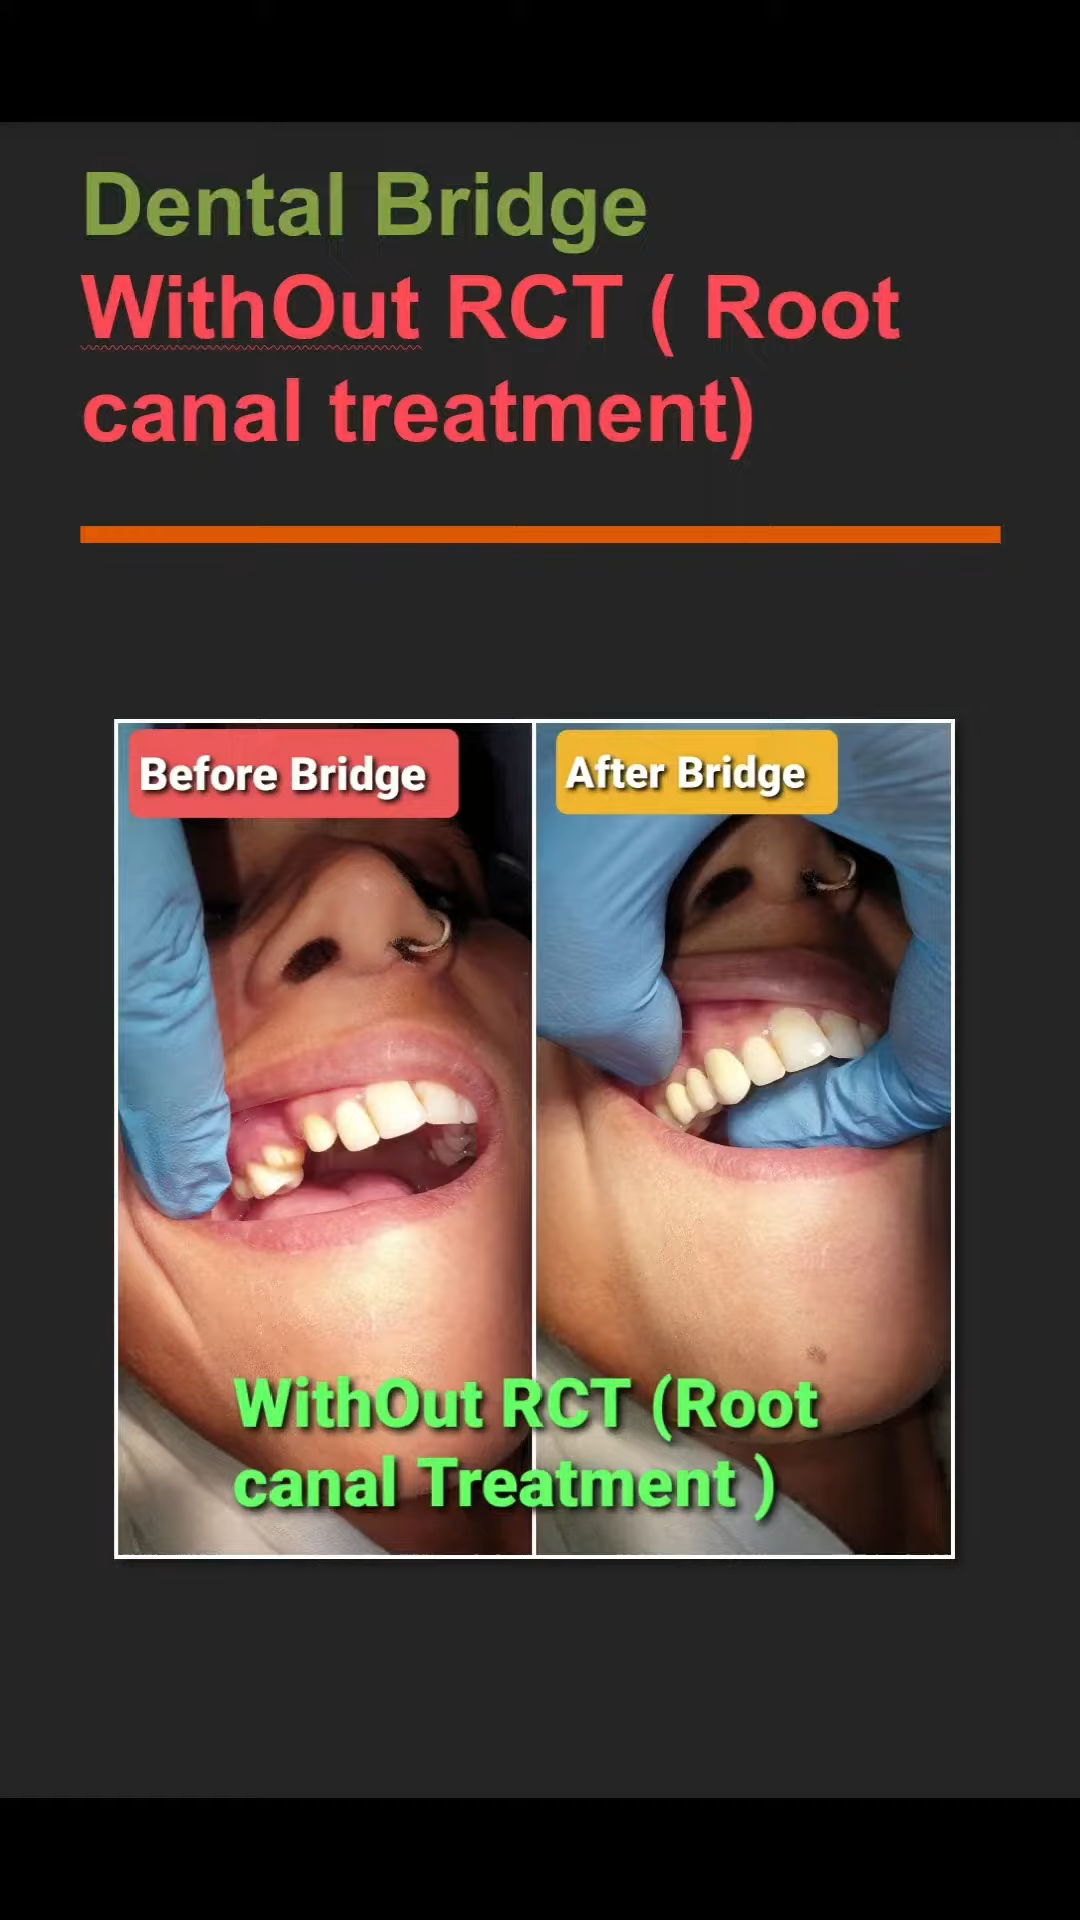 Dental Bridge
WithOut RCT ( Root
canal treatment)
Before Bridge
After Bridge
WithOut RCT (Root
canal Treatment )